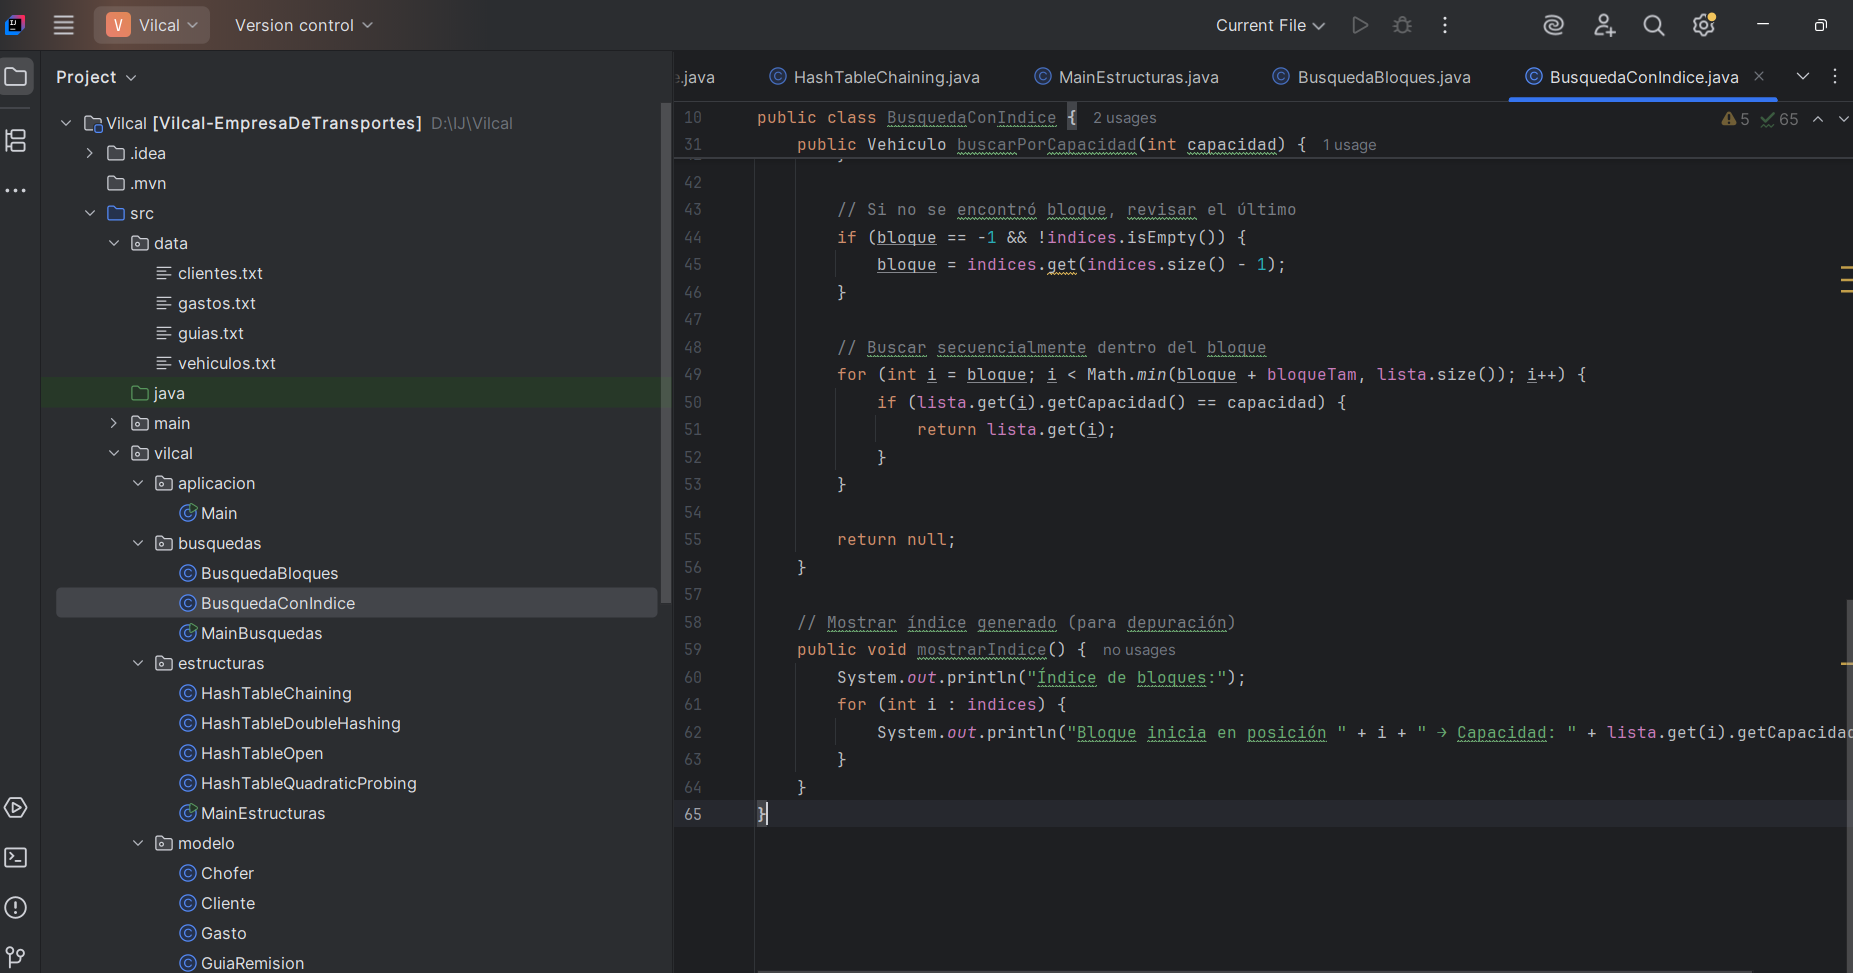 V Vilcal Version control Current File
Project
Vilcal [Vilcal-EmpresaDeTransportes] D:\IJ\Vilcal
.idea
.mvn
src
data
clientes.txt
gastos.txt
guias.txt
vehiculos.txt
java
main
vilcal
aplicacion
Main
busquedas
BusquedaBloques
BusquedaConIndice
MainBusquedas
estructuras
HashTableChaining
HashTableDoubleHashing
HashTableOpen
HashTableQuadraticProbing
MainEstructuras
modelo
Chofer
Cliente
Gasto
GuiaRemision
.java HashTableChaining.java MainEstructuras.java BusquedaBloques.java BusquedaConIndice.java
10 public class BusquedaConIndice { 2 usages 5 65
31 public Vehiculo buscarPorCapacidad(int capacidad) { 1 usage
42
43 // Si no se encontró bloque, revisar el último
44 if (bloque == -1 && !indices.isEmpty()) {
45 bloque = indices.get(indices.size() - 1);
46 }
47
48 // Buscar secuencialmente dentro del bloque
49 for (int i = bloque; i < Math.min(bloque + bloqueTam, lista.size()); i++) {
50 if (lista.get(i).getCapacidad() == capacidad) {
51 return lista.get(i);
52 }
53 }
54
55 return null;
56 }
57
58 // Mostrar índice generado (para depuración)
59 public void mostrarIndice() { no usages
60 System.out.println("Índice de bloques:");
61 for (int i : indices) {
62 System.out.println("Bloque inicia en posición " + i + " → Capacidad: " + lista.get(i).getCapacidad
63 }
64 }
65 }